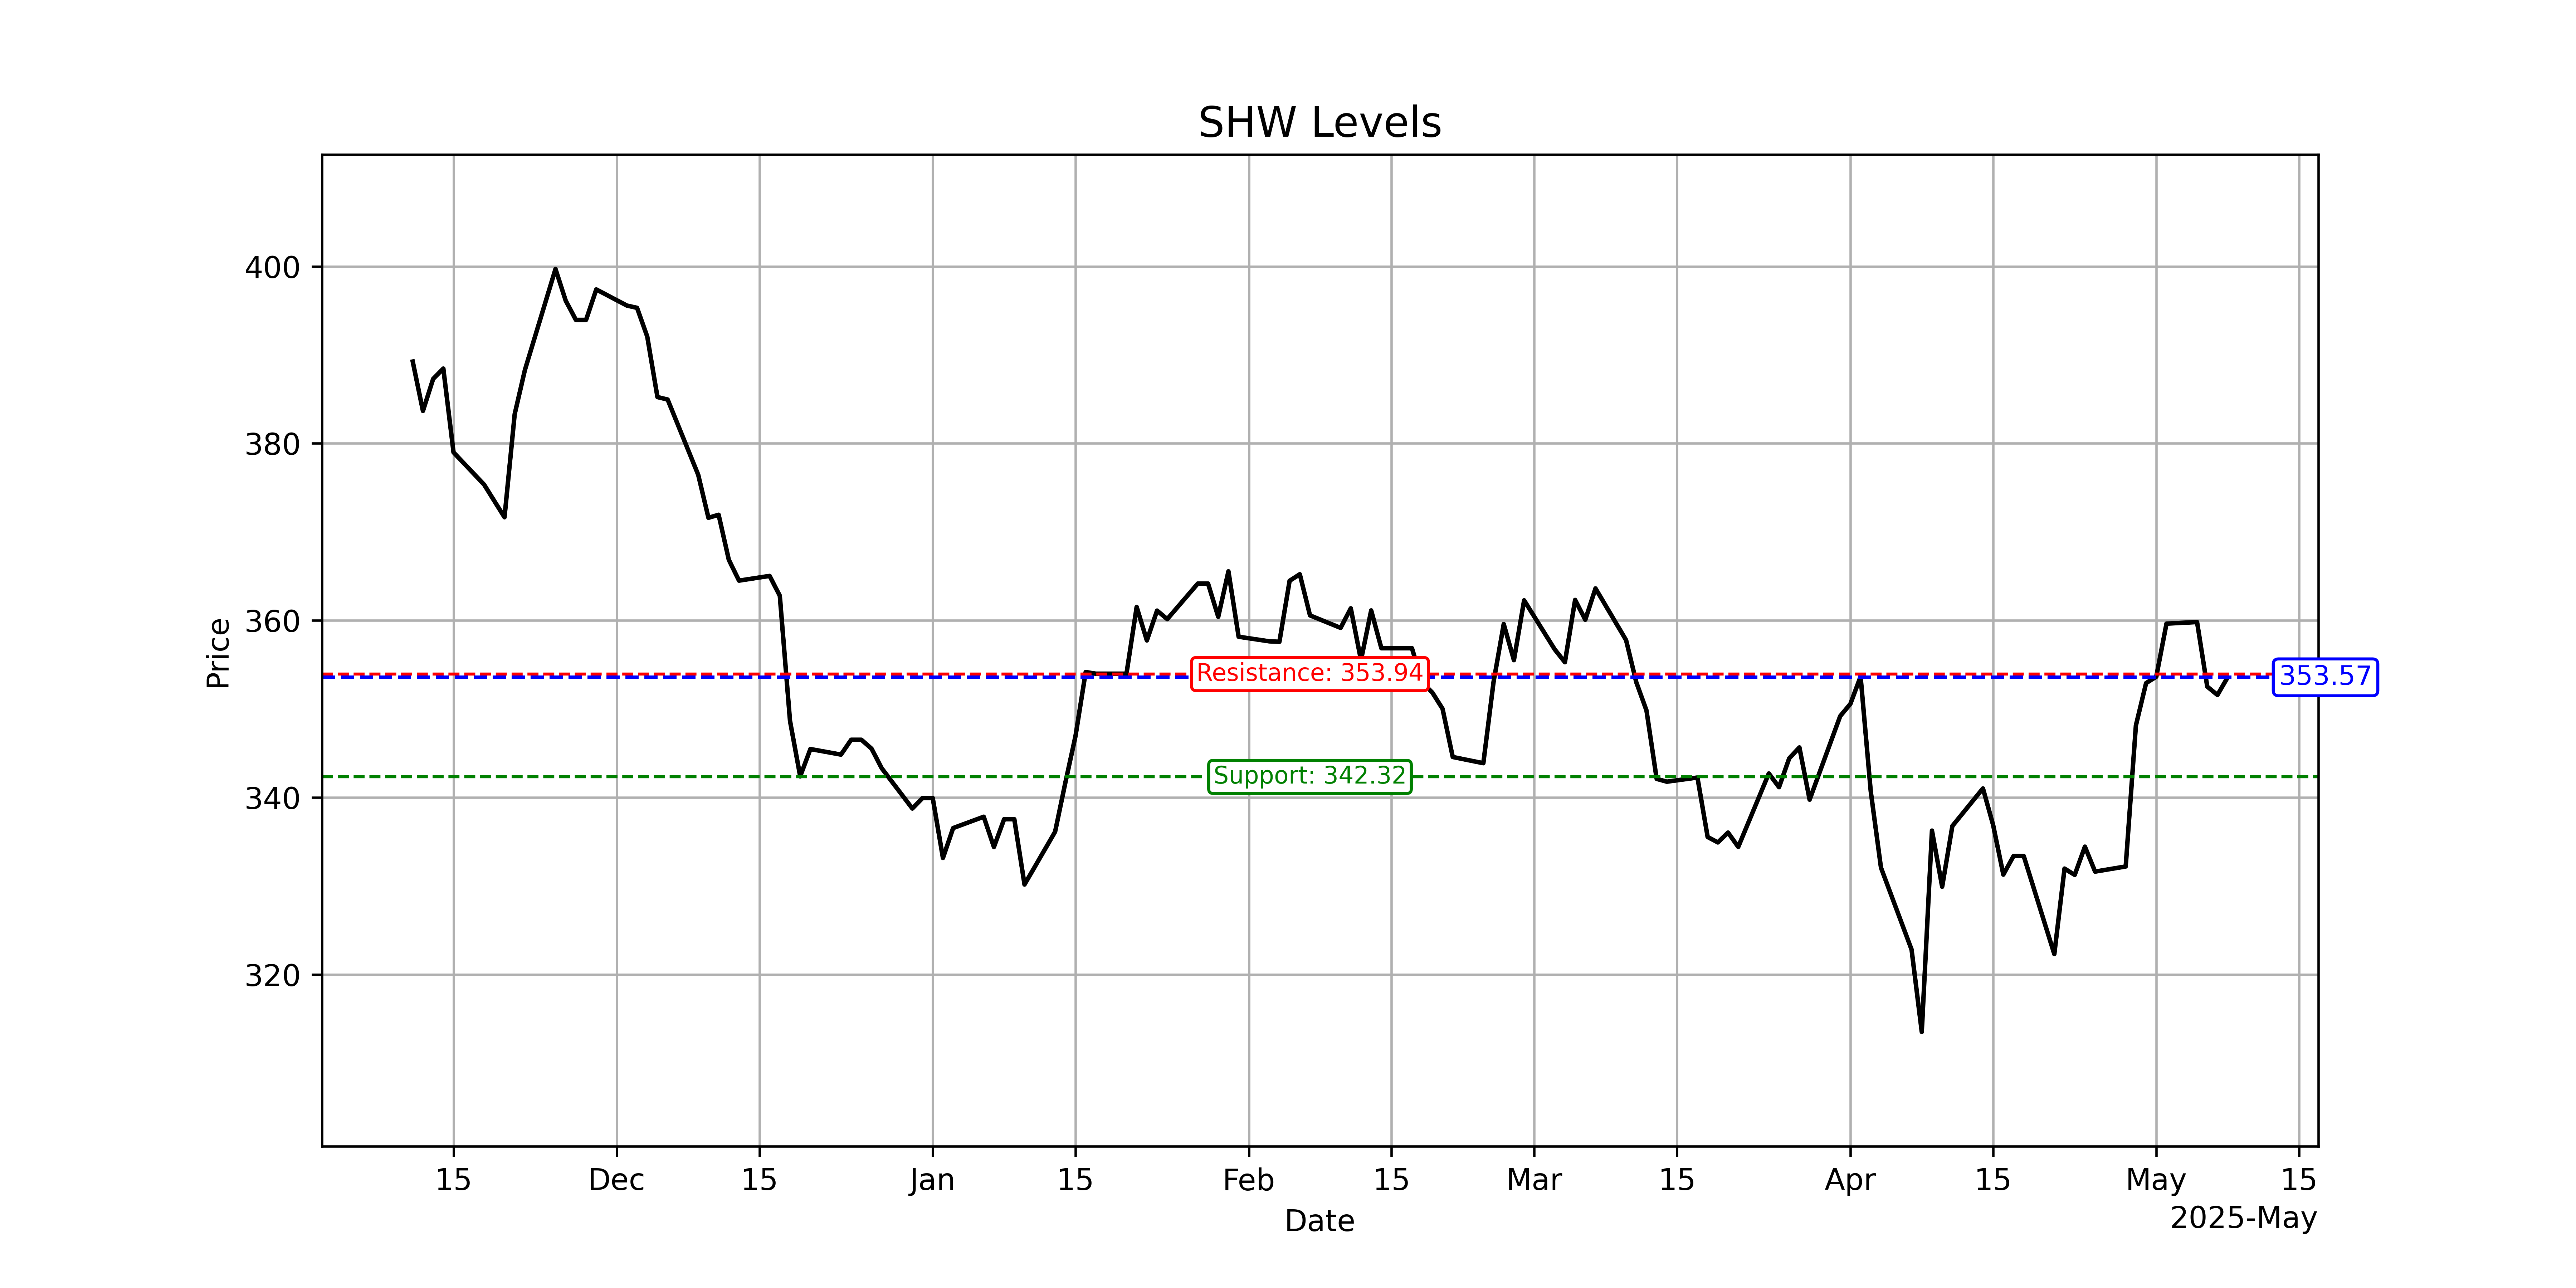 SHW Levels
400
380
360
340
320
Price
Resistance: 353.94
353.57
Support: 342.32
15 Dec 15 Jan 15 Feb 15 Mar 15 Apr 15 May 15
Date
2025-May